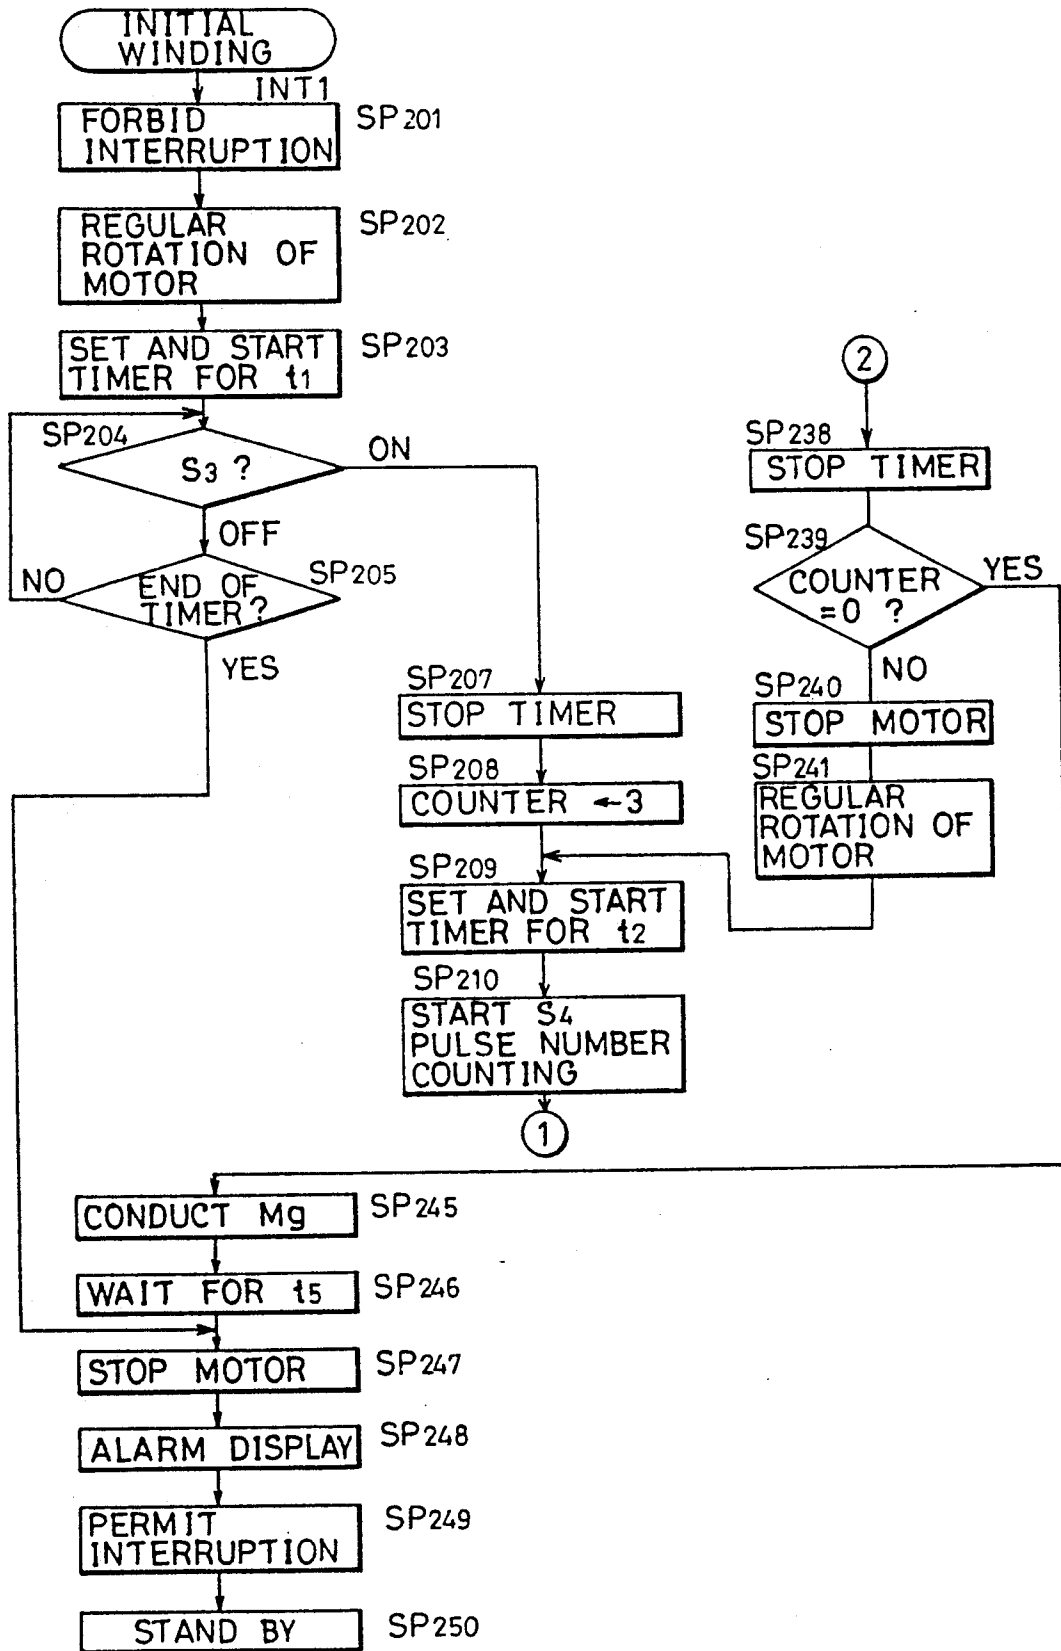 INITIAL
WINDING
INT1
FORBID
INTERRUPTION
SP201
REGULAR
ROTATION OF
MOTOR
SP202
SET AND START
TIMER FOR t1
SP203
SP204
S3 ?
ON
OFF
NO
END OF
TIMER?
SP205
YES
SP207
STOP TIMER
SP208
COUNTER ←3
SP209
SET AND START
TIMER FOR t2
SP210
START S4
PULSE NUMBER
COUNTING
1
2
SP238
STOP TIMER
SP239
COUNTER
=0 ?
YES
NO
SP240
STOP MOTOR
SP241
REGULAR
ROTATION OF
MOTOR
CONDUCT Mg
SP245
WAIT FOR t5
SP246
STOP MOTOR
SP247
ALARM DISPLAY
SP248
PERMIT
INTERRUPTION
SP249
STAND BY
SP250